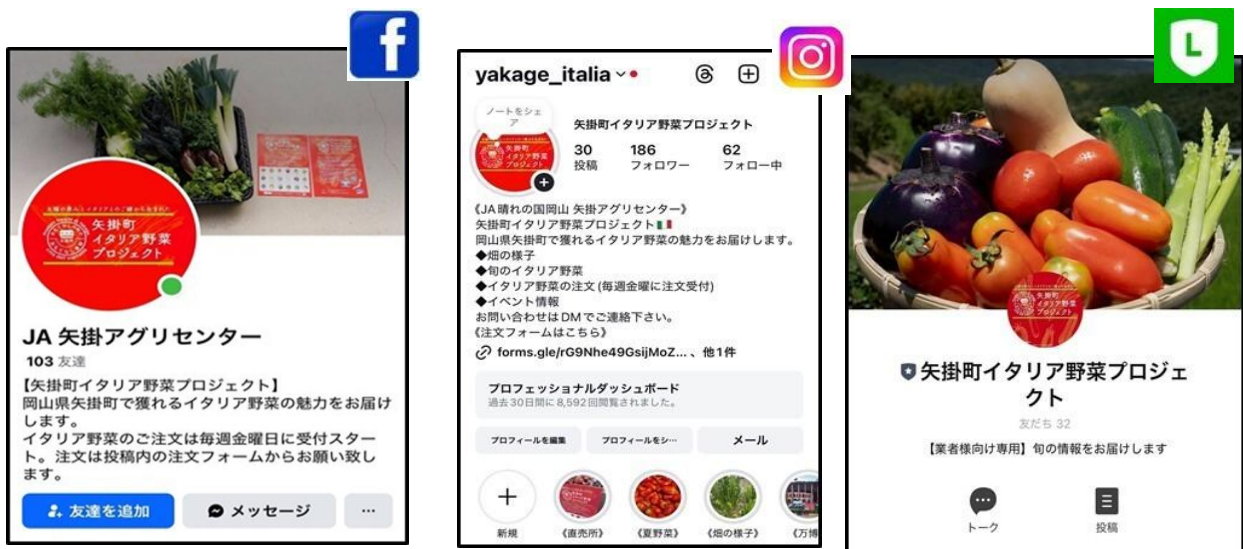 f
矢掛町
イタリア野菜
プロジェクト
JA 矢掛アグリセンター
103 友達
【矢掛町イタリア野菜プロジェクト】
岡山県矢掛町で獲れるイタリア野菜の魅力をお届け
します。
イタリア野菜のご注文は毎週金曜日に受付スター
ト。注文は投稿内の注文フォームからお願い致し
ます。
友達を追加
メッセージ
yakage_italia
ノートをシェ
ア
矢掛町
イタリア野菜
プロジェクト
矢掛町イタリア野菜プロジェクト
30 186 62
投稿 フォロワー フォロー中
《JA晴れの国岡山 矢掛アグリセンター》
矢掛町イタリア野菜プロジェクト🇮🇹
岡山県矢掛町で獲れるイタリア野菜の魅力をお届けします。
◆畑の様子
◆旬のイタリア野菜
◆イタリア野菜の注文(毎週金曜に注文受付)
◆イベント情報
お問い合わせはDMでご連絡下さい。
《注文フォームはこちら》
forms.gle/rG9Nhe49GsijMoZ... 、他1件
プロフェッショナルダッシュボード
過去30日間に8,592回閲覧されました。
プロフィールを編集
プロフィールをシ…
メール
新規
《直売所》
《夏野菜》
《畑の様子》
《万博
L
矢掛町
イタリア野菜
プロジェクト
矢掛町イタリア野菜プロジェ
クト
友だち 32
【業者様向け専用】旬の情報をお届けします
トーク
投稿